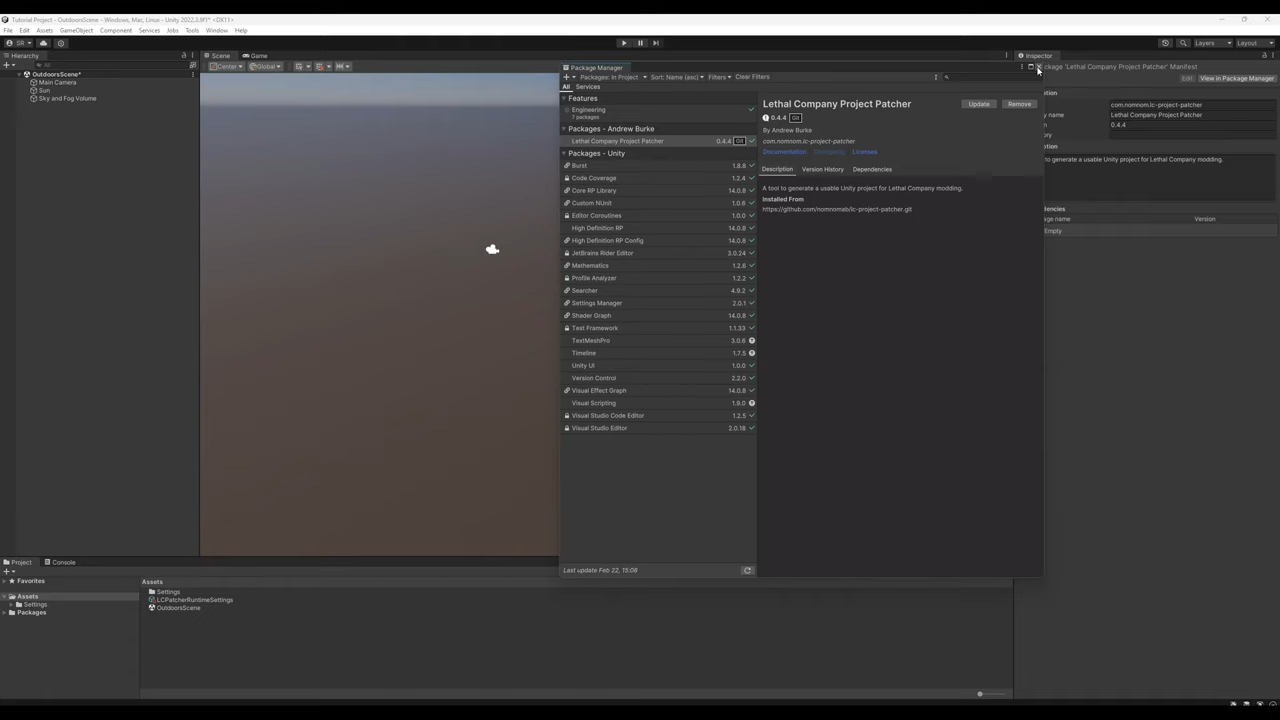 Tutorial Project - OutdoorsScene - Windows, Mac, Linux - Unity 2022.3.9f1* <DX11>
File Edit Assets GameObject Component Services Jobs Tools Window Help
SR
Layers Layout
Hierarchy
Scene Game
Inspector
All
Center Global
Package Manager
ckage 'Lethal Company Project Patcher' Manifest
OutdoorsScene*
Packages: In Project Sort: Name (asc) Filters Clear Filters
Edit View in Package Manager
Main Camera
All Services
Sun
ation
Sky and Fog Volume
Features
Engineering
7 packages
Lethal Company Project Patcher
Update Remove
com.nomnom.lc-project-patcher
ny name Lethal Company Project Patcher
0.4.4 Git
n 0.4.4
Packages - Andrew Burke
By Andrew Burke
ory
Lethal Company Project Patcher 0.4.4 Git
com.nomnom.lc-project-patcher
ption
Packages - Unity
Documentation Changelog Licenses
to generate a usable Unity project for Lethal Company modding.
Burst 1.8.8
Description Version History Dependencies
Code Coverage 1.2.4
Core RP Library 14.0.8
A tool to generate a usable Unity project for Lethal Company modding.
Installed From
Custom NUnit 1.0.6
https://github.com/nomnomab/lc-project-patcher.git
dencies
Editor Coroutines 1.0.0
ge name Version
High Definition RP 14.0.8
Empty
High Definition RP Config 14.0.8
JetBrains Rider Editor 3.0.24
Mathematics 1.2.6
Profile Analyzer 1.2.2
Searcher 4.9.2
Settings Manager 2.0.1
Shader Graph 14.0.8
Test Framework 1.1.33
TextMeshPro 3.0.6
Timeline 1.7.5
Unity UI 1.0.0
Version Control 2.2.0
Visual Effect Graph 14.0.8
Visual Scripting 1.9.0
Visual Studio Code Editor 1.2.5
Visual Studio Editor 2.0.18
Last update Feb 22, 15:08
Project Console
Favorites
Assets
Settings
Packages
Assets
Settings
LCPatcherRuntimeSettings
OutdoorsScene